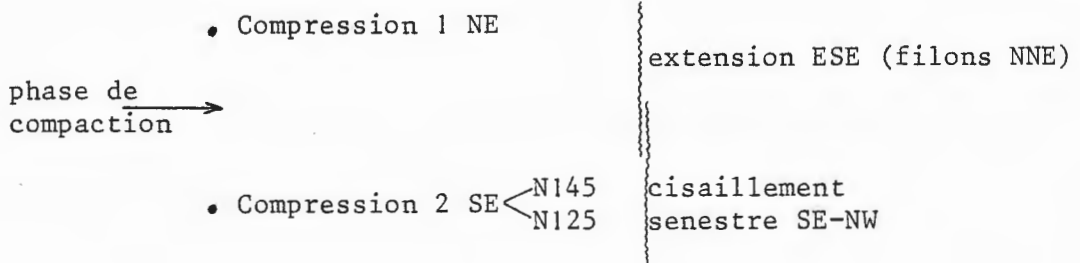 • Compression 1 NE
extension ESE (filons NNE)
phase de
compaction
• Compression 2 SE
N145
N125
cisaillement
senestre SE-NW